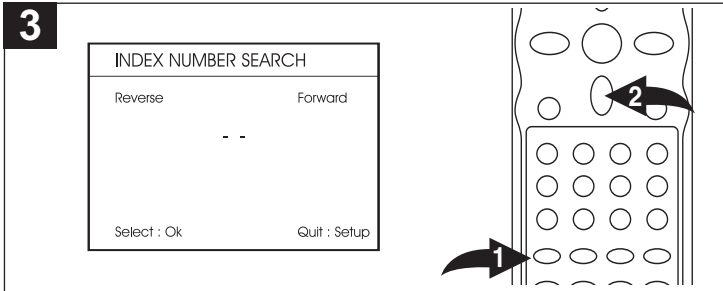 3
INDEX NUMBER SEARCH
Reverse Forward
- -
Select : Ok Quit : Setup
2
1